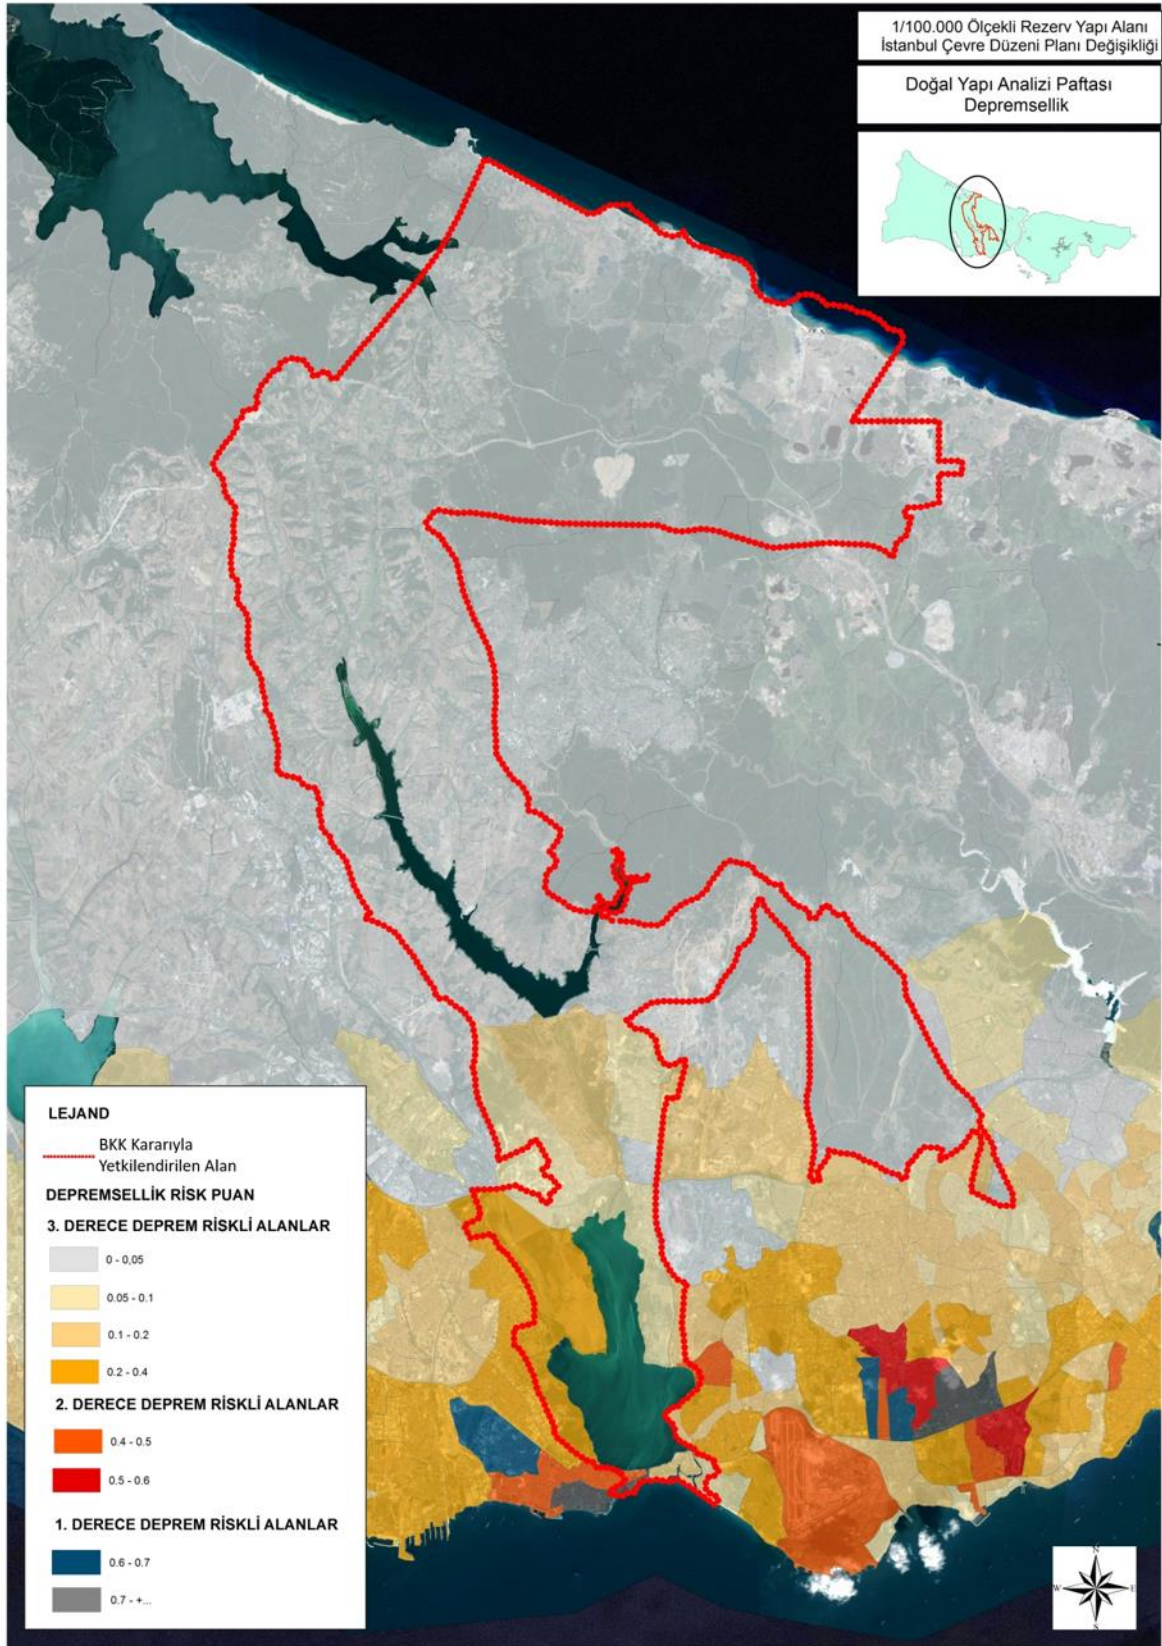 1/100.000 Ölçekli Rezerv Yapı Alanı
İstanbul Çevre Düzeni Planı Değişikliği
Doğal Yapı Analizi Paftası
Depremsellik
LEJAND
BKK Kararıyla
Yetkilendirilen Alan
DEPREMSELLİK RİSK PUAN
3. DERECE DEPREM RİSKLİ ALANLAR
0 - 0,05
0.05 - 0.1
0.1 - 0.2
0.2 - 0.4
2. DERECE DEPREM RİSKLİ ALANLAR
0.4 - 0.5
0.5 - 0.6
1. DERECE DEPREM RİSKLİ ALANLAR
0.6 - 0.7
0.7 - +...
N
W E
S